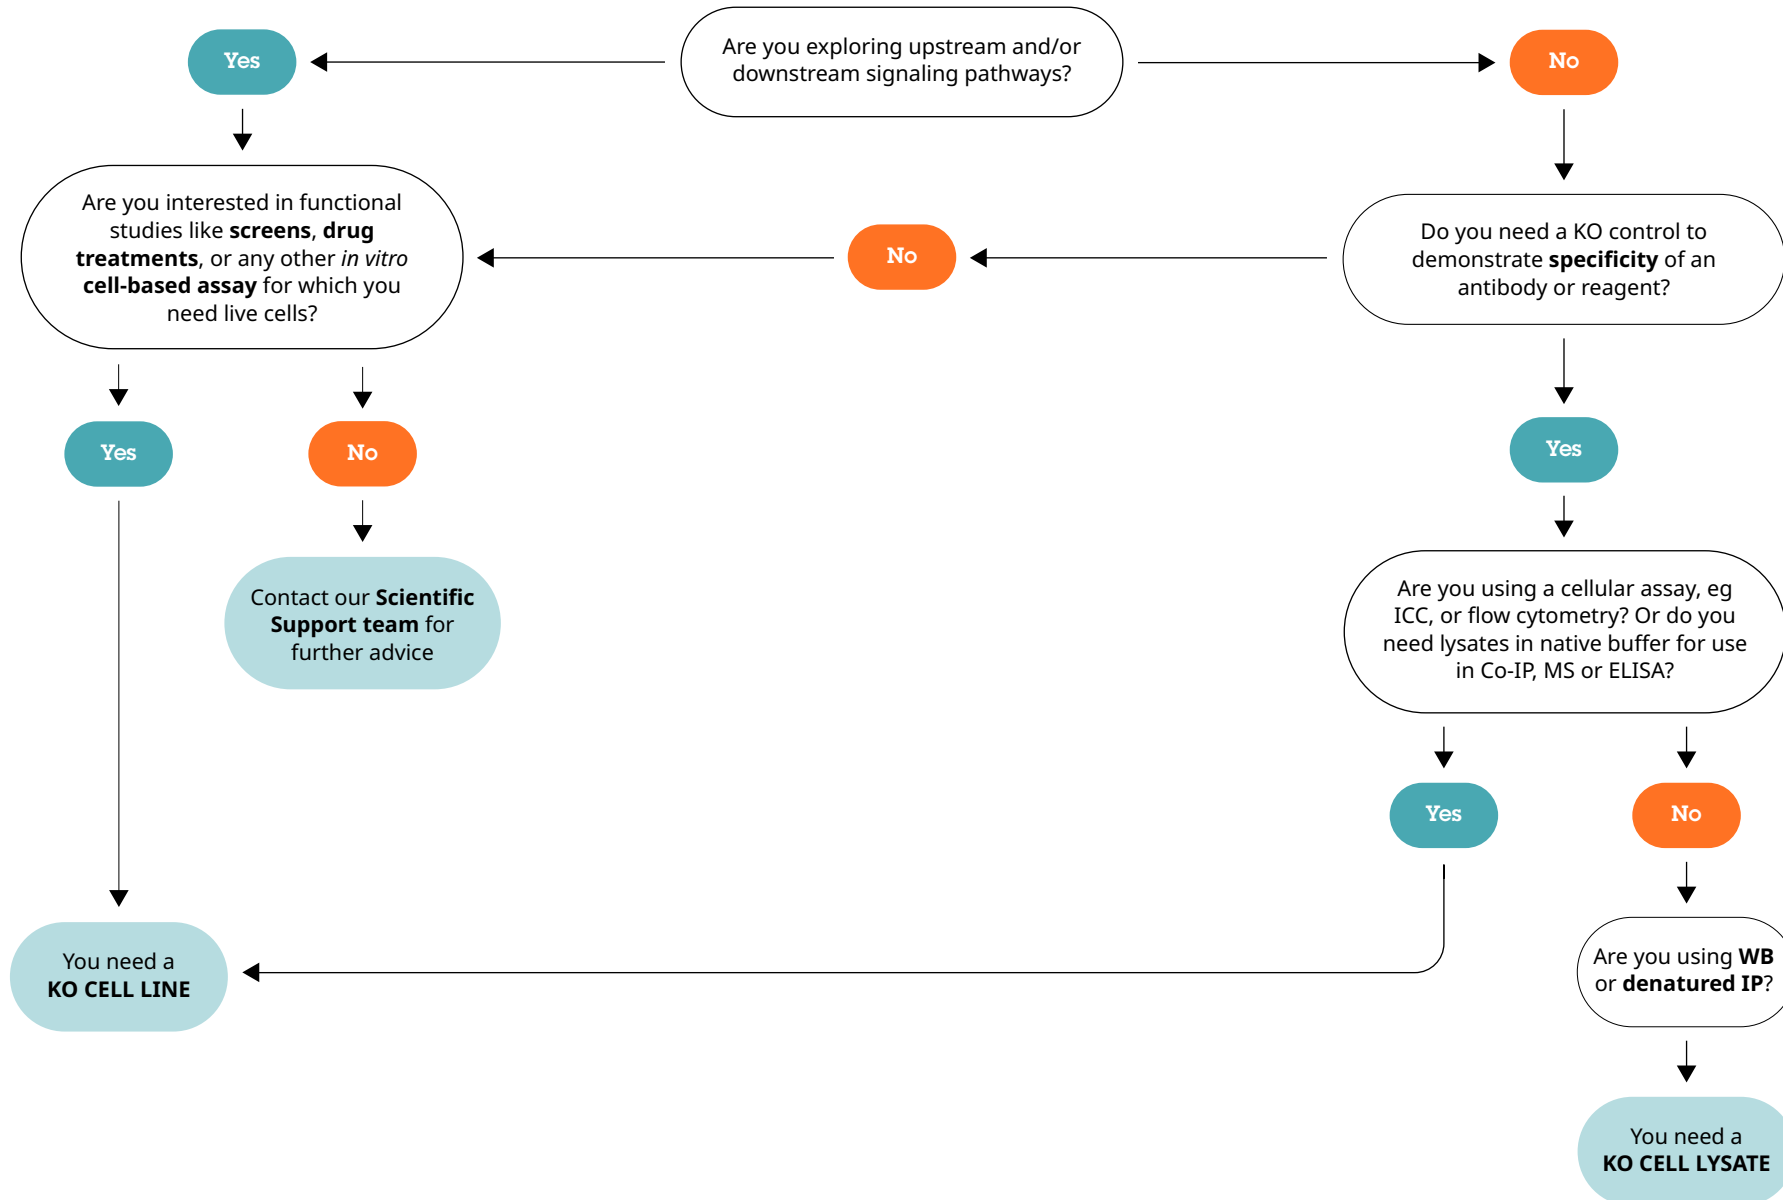 Are you exploring upstream and/or
downstream signaling pathways?
Yes
No
Are you interested in functional
studies like screens, drug
treatments, or any other in vitro
cell-based assay for which you
need live cells?
No
Do you need a KO control to
demonstrate specificity of an
antibody or reagent?
Yes
No
Yes
Contact our Scientific
Support team for
further advice
Are you using a cellular assay, eg
ICC, or flow cytometry? Or do you
need lysates in native buffer for use
in Co-IP, MS or ELISA?
Yes
No
You need a
KO CELL LINE
Are you using WB
or denatured IP?
You need a
KO CELL LYSATE